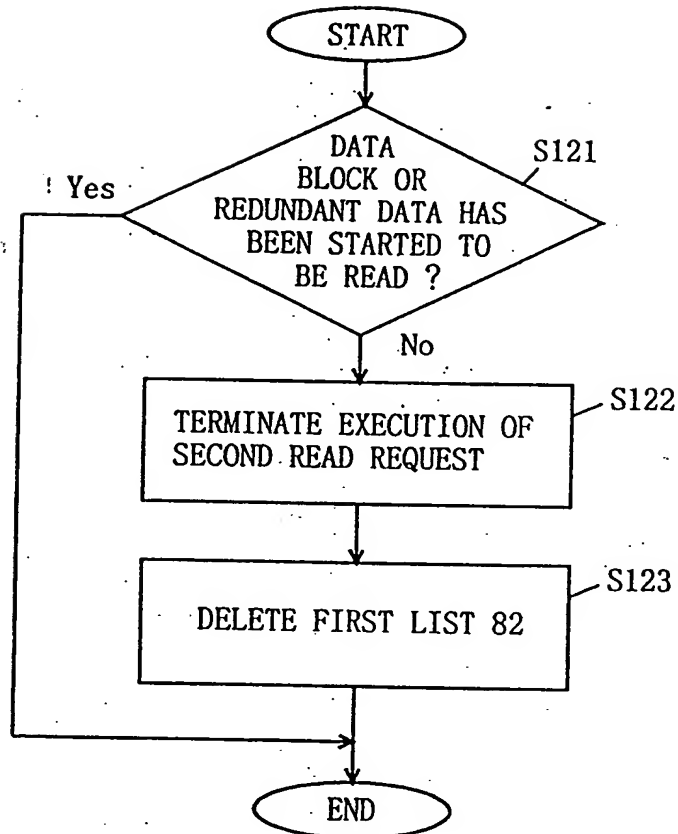 START
DATA
BLOCK OR
REDUNDANT DATA HAS
BEEN STARTED TO
BE READ ?
S121
Yes
No
TERMINATE EXECUTION OF
SECOND READ REQUEST
S122
DELETE FIRST LIST 82
S123
END